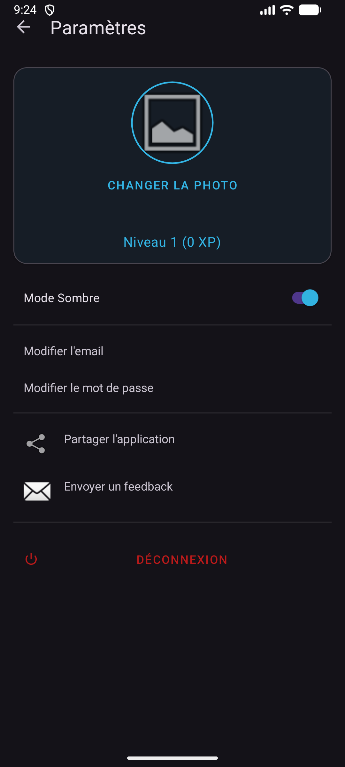 9:24
Paramètres
CHANGER LA PHOTO
Niveau 1 (0 XP)
Mode Sombre
Modifier l'email
Modifier le mot de passe
Partager l'application
Envoyer un feedback
DÉCONNEXION